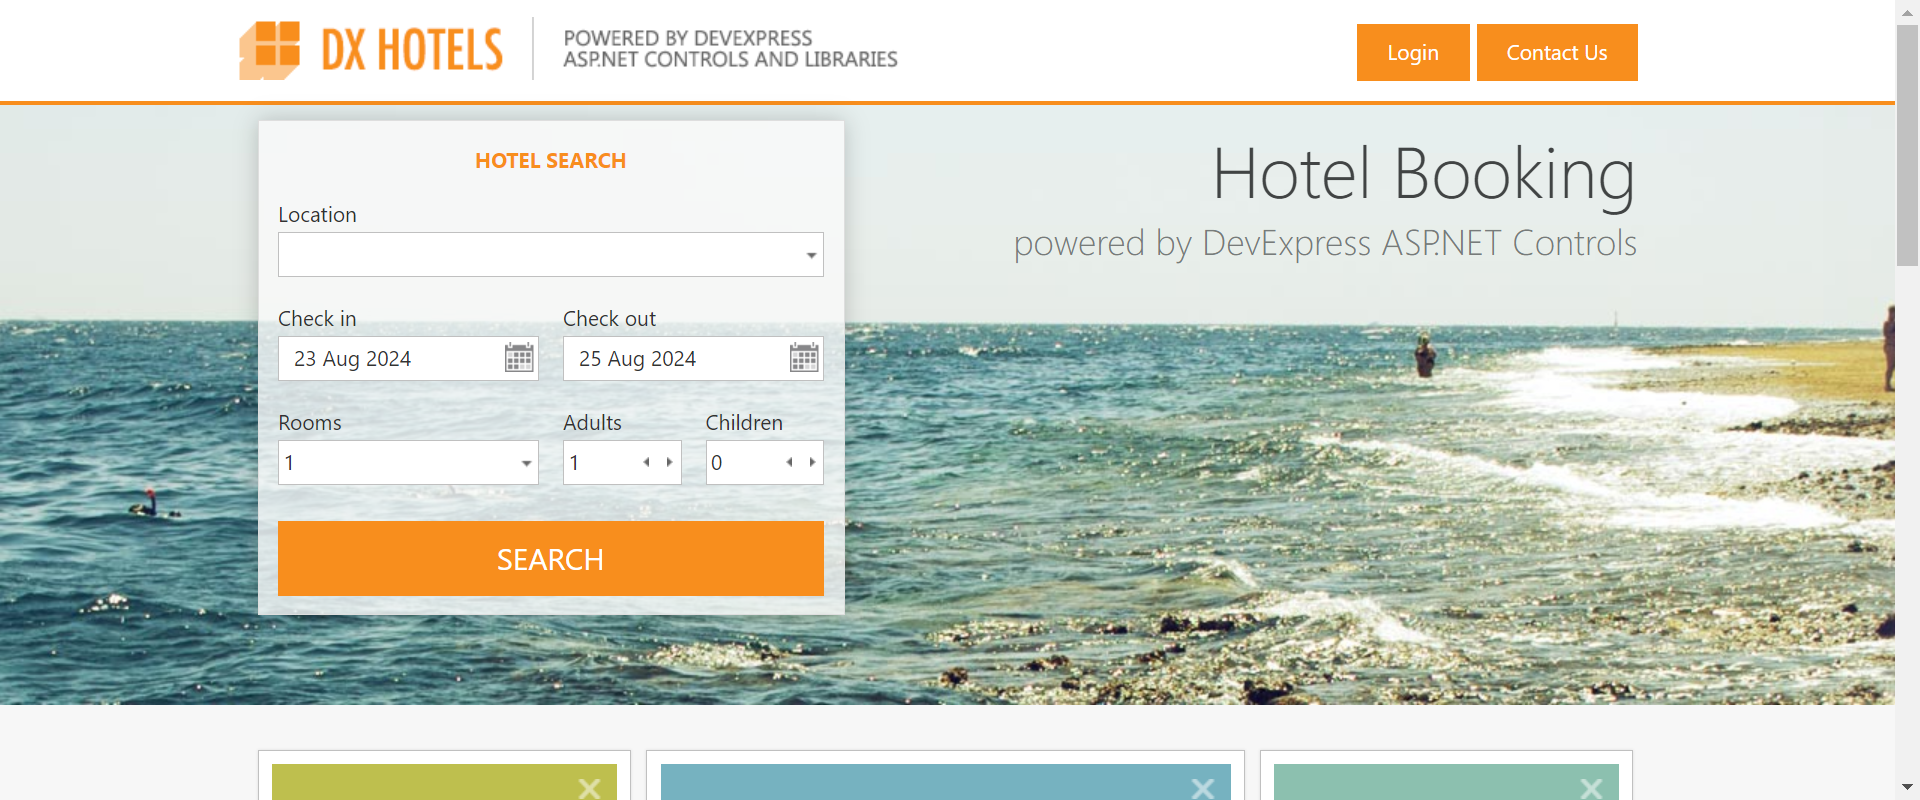 DX HOTELS
POWERED BY DEVEXPRESS
ASP.NET CONTROLS AND LIBRARIES
Login
Contact Us
HOTEL SEARCH
Location
Check in
Check out
23 Aug 2024
25 Aug 2024
Rooms
Adults
Children
1
1
0
SEARCH
Hotel Booking
powered by DevExpress ASP.NET Controls